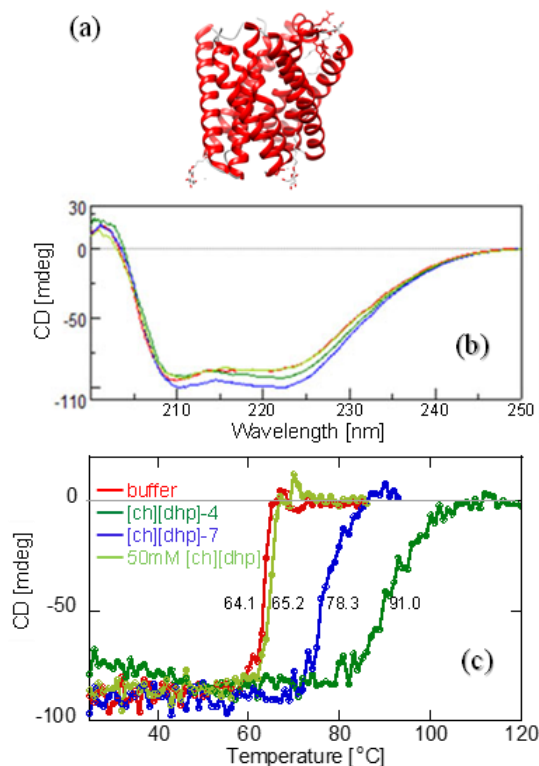 (a)
30
0
-50
-110
CD [mdeg]
(b)
210 220 230 240 250
Wavelength [nm]
0
-50
-100
CD [mdeg]
buffer
[ch][dhp]-4
[ch][dhp]-7
50mM [ch][dhp]
64.1 65.2 78.3 91.0
(c)
40 60 80 100 120
Temperature [°C]